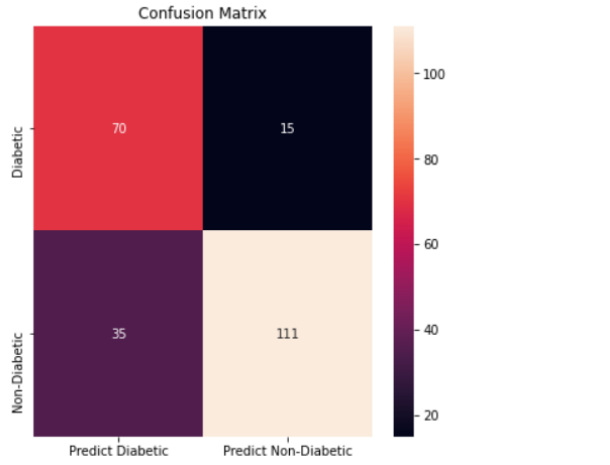 Confusion Matrix
Diabetic
70
15
Non-Diabetic
35
111
Predict Diabetic
Predict Non-Diabetic
100
80
60
40
20